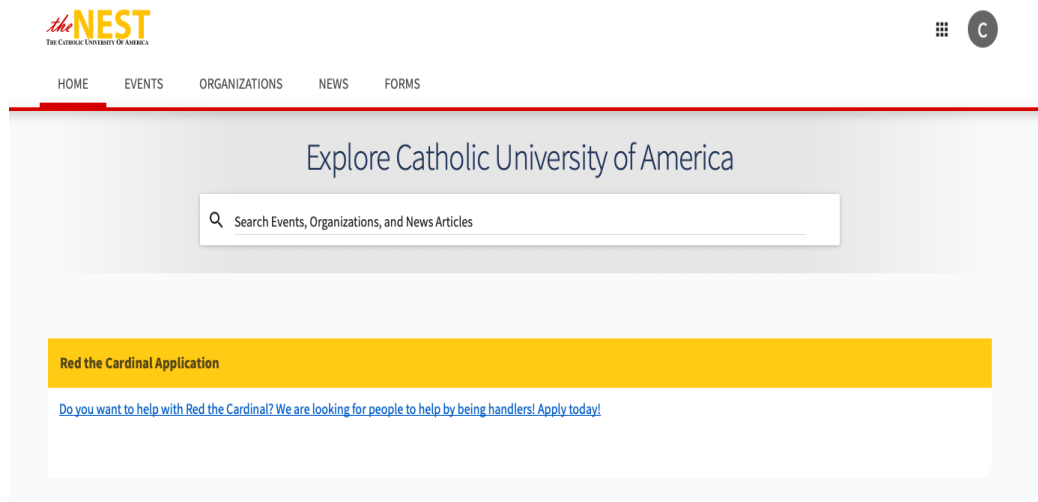 the NEST
THE CATHOLIC UNIVERSITY OF AMERICA
C
HOME EVENTS ORGANIZATIONS NEWS FORMS
Explore Catholic University of America
Search Events, Organizations, and News Articles
Red the Cardinal Application
Do you want to help with Red the Cardinal? We are looking for people to help by being handlers! Apply today!